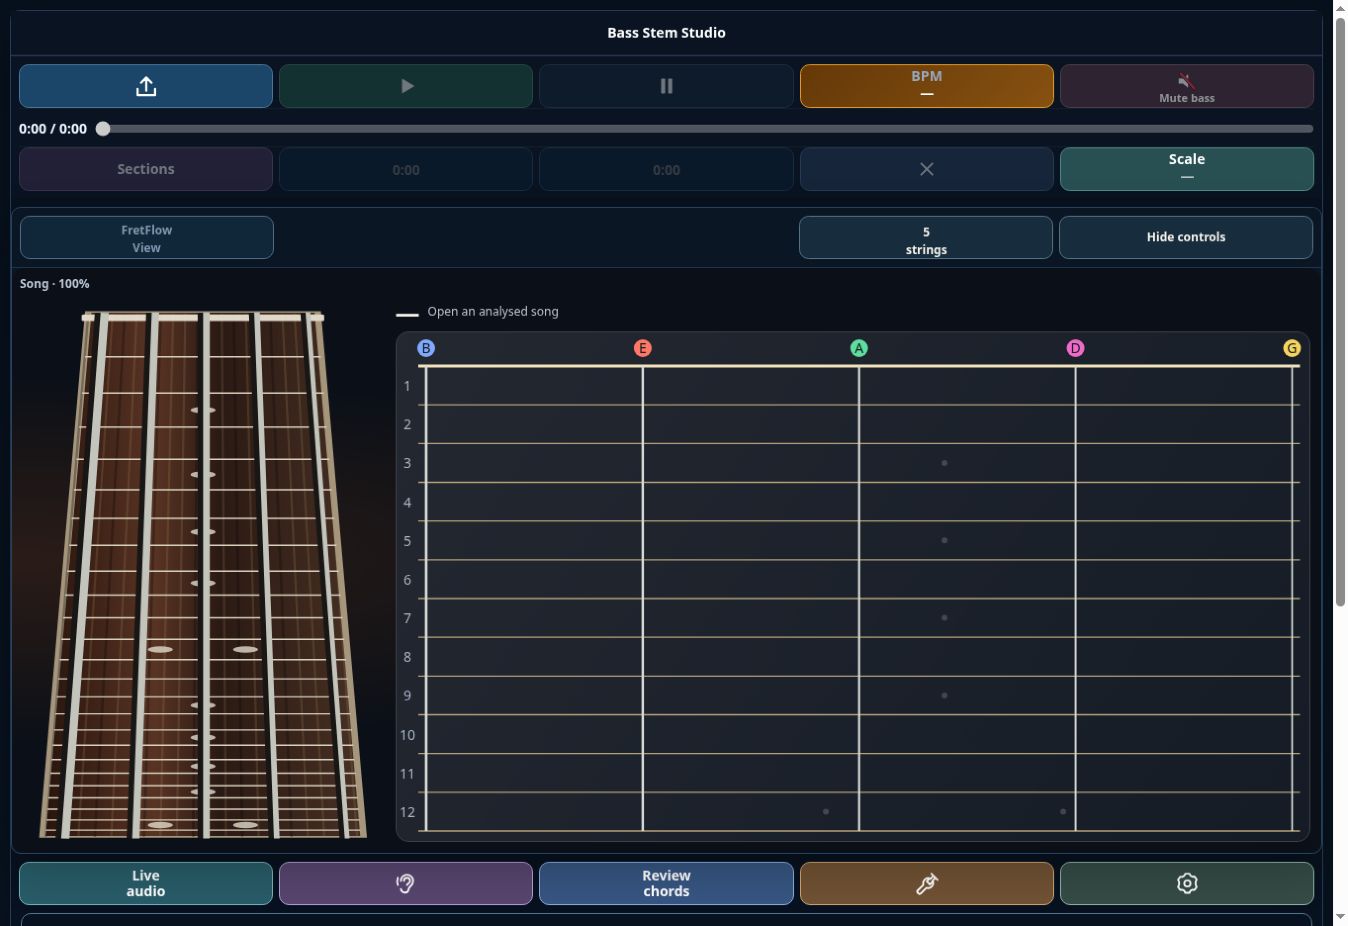 Bass Stem Studio
BPM
—
Mute bass
0:00 / 0:00
Sections
0:00
0:00
Scale
—
FretFlow
View
5
strings
Hide controls
Song · 100%
Open an analysed song
B E A D G
1
2
3
4
5
6
7
8
9
10
11
12
Live
audio
Review
chords